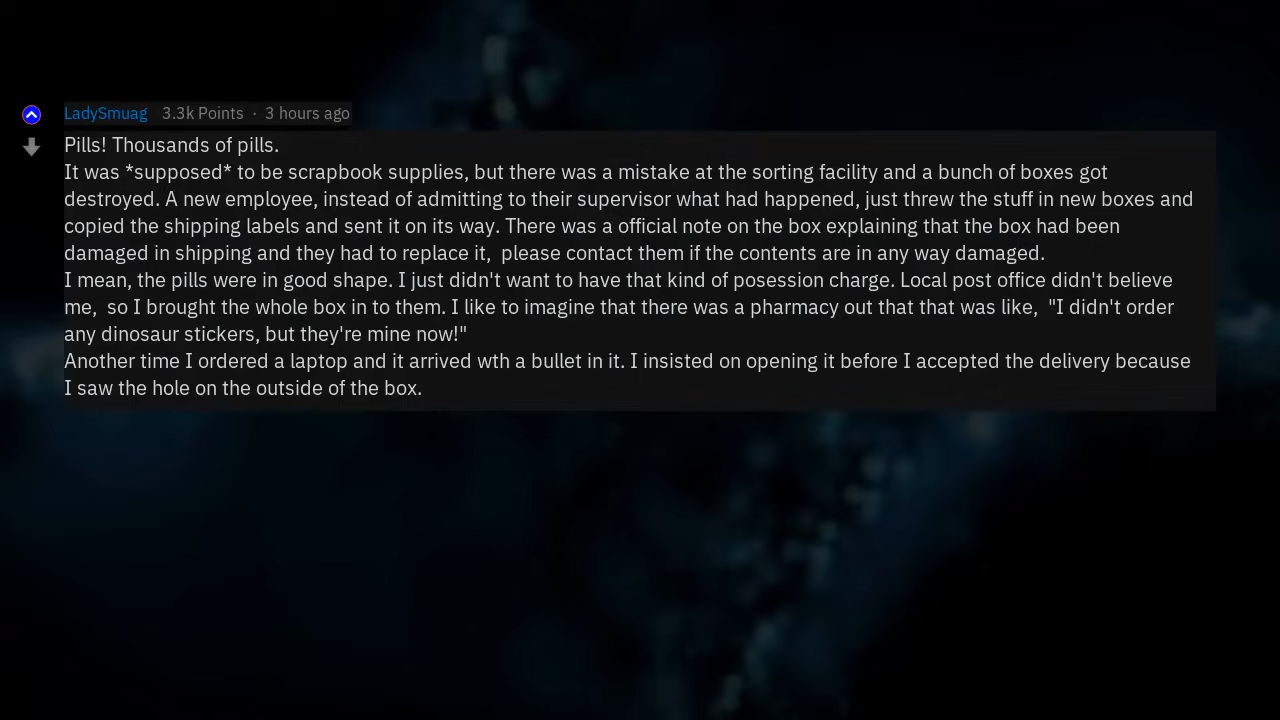 LadySmuag 3.3k Points · 3 hours ago
Pills! Thousands of pills.
It was *supposed* to be scrapbook supplies, but there was a mistake at the sorting facility and a bunch of boxes got
destroyed. A new employee, instead of admitting to their supervisor what had happened, just threw the stuff in new boxes and
copied the shipping labels and sent it on its way. There was a official note on the box explaining that the box had been
damaged in shipping and they had to replace it,  please contact them if the contents are in any way damaged.
I mean, the pills were in good shape. I just didn't want to have that kind of posession charge. Local post office didn't believe
me,  so I brought the whole box in to them. I like to imagine that there was a pharmacy out that that was like,  "I didn't order
any dinosaur stickers, but they're mine now!"
Another time I ordered a laptop and it arrived wth a bullet in it. I insisted on opening it before I accepted the delivery because
I saw the hole on the outside of the box.